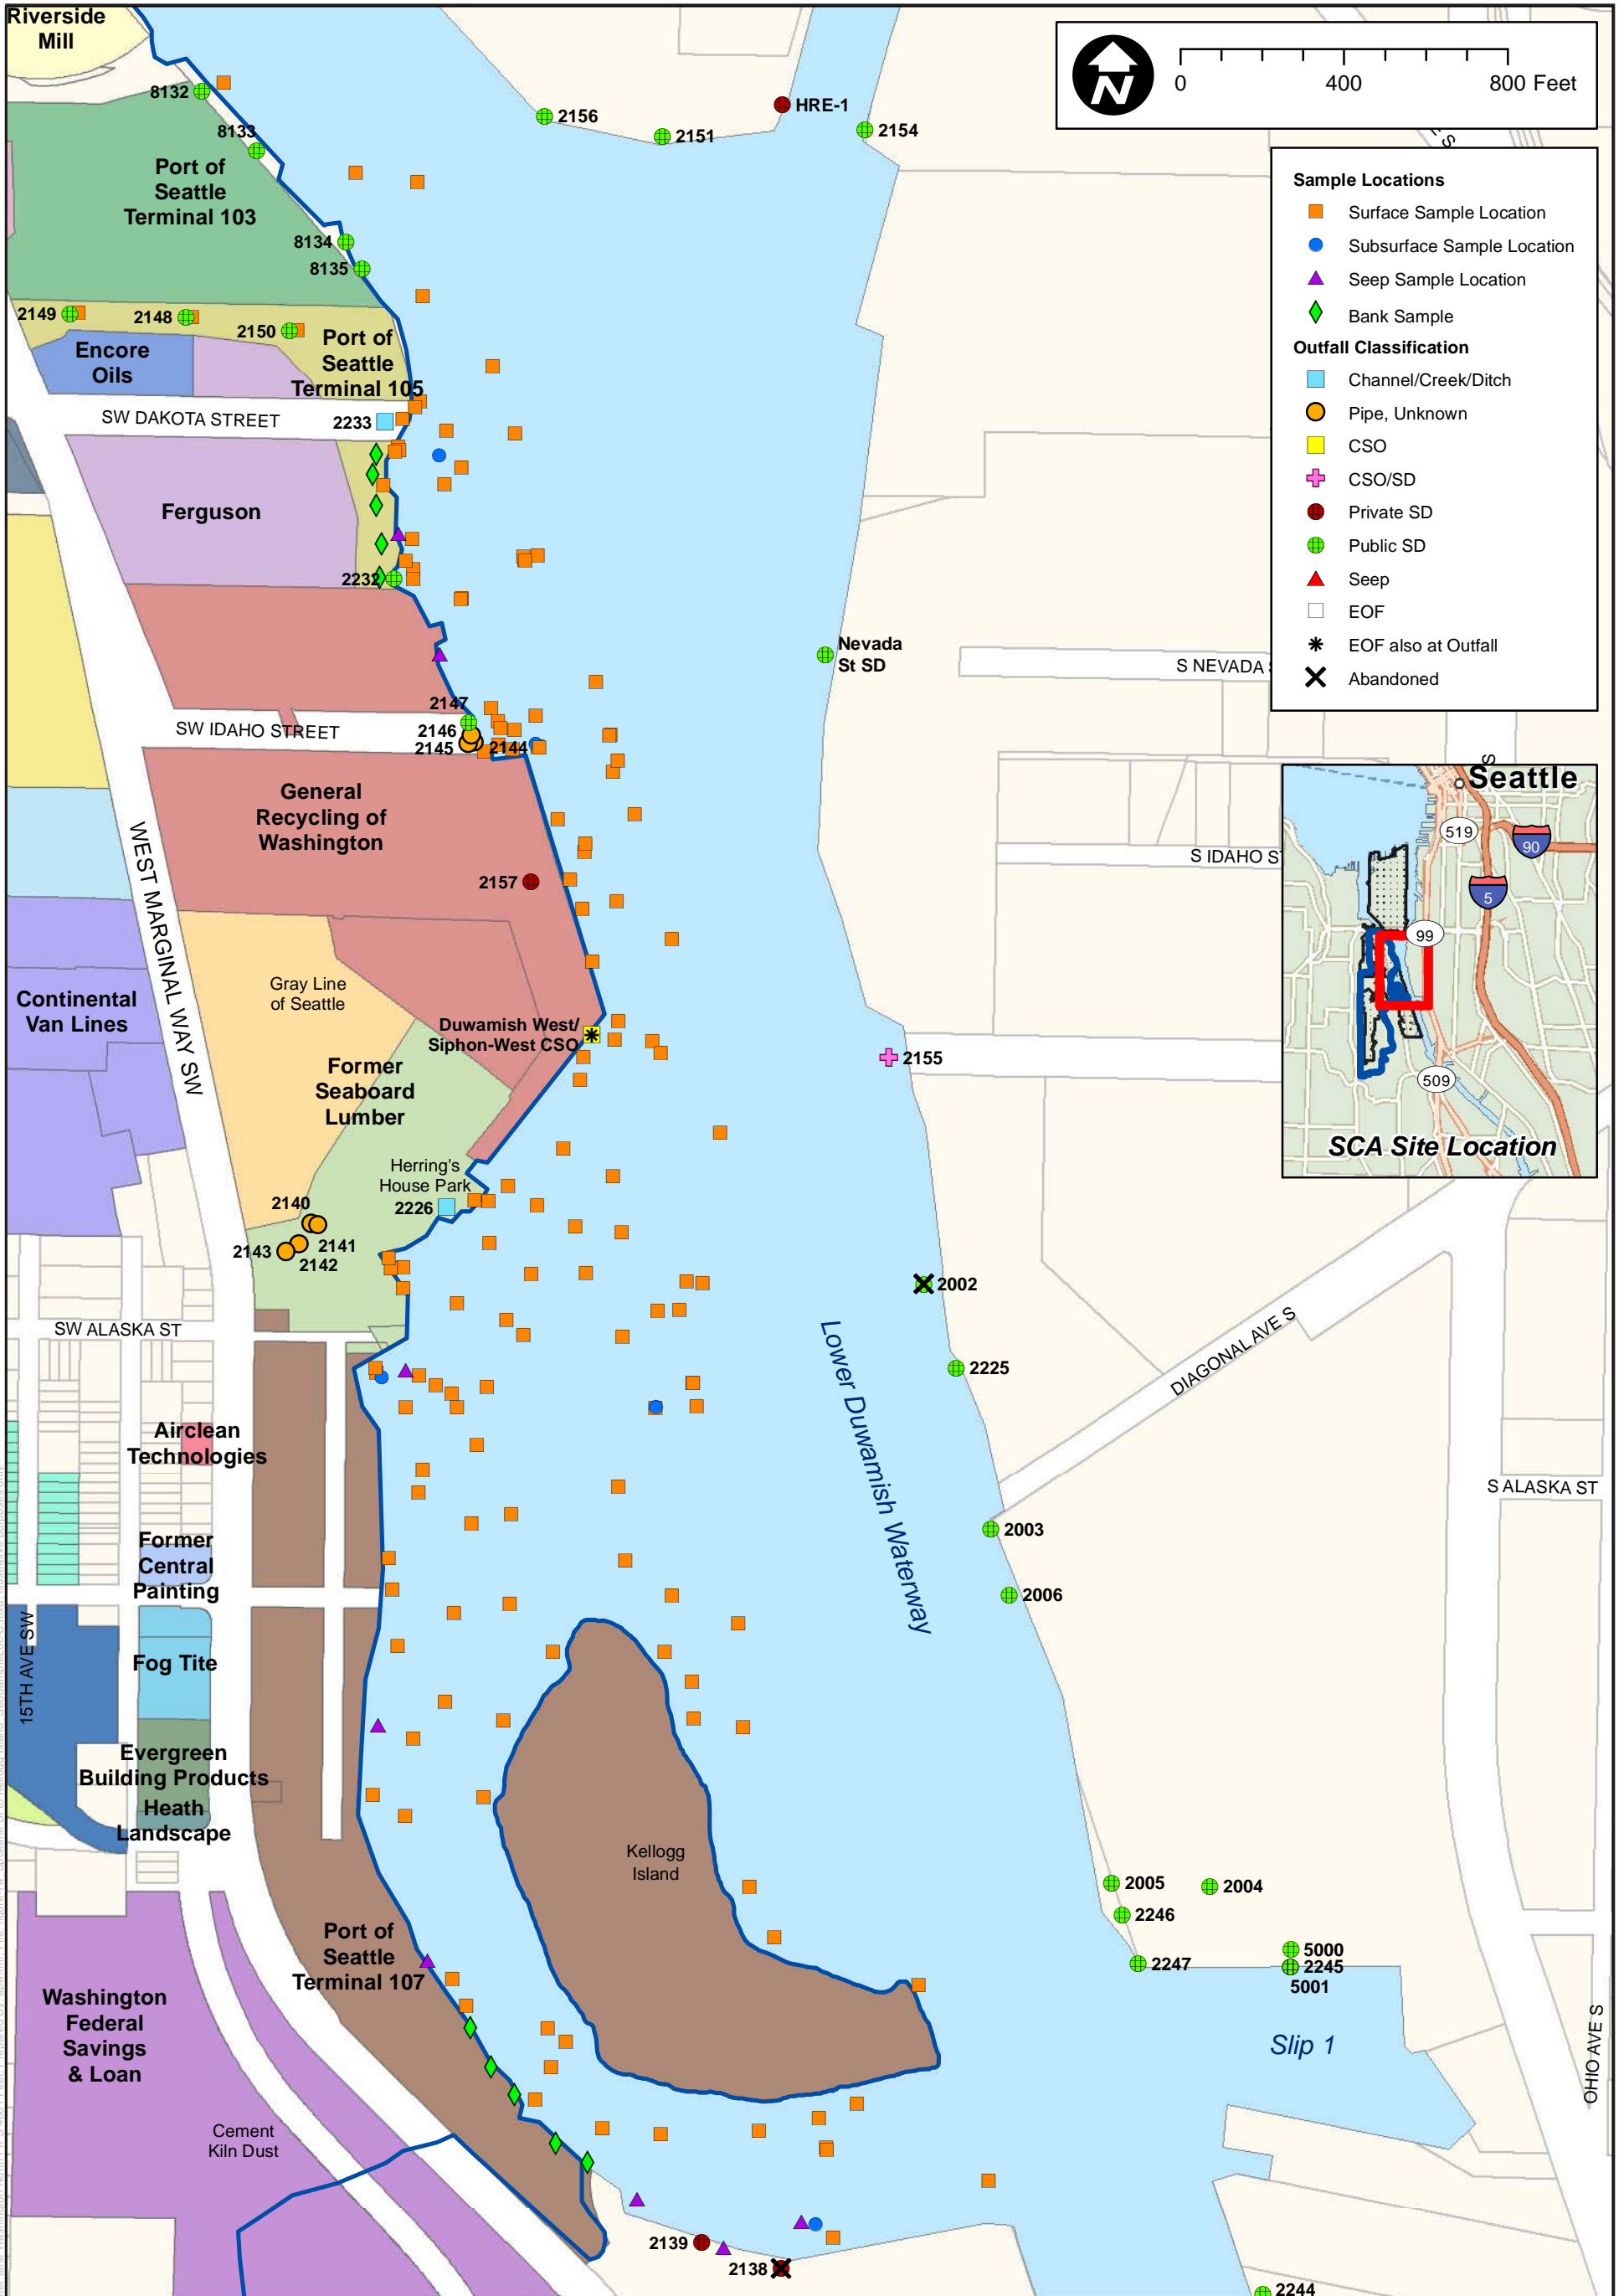 Riverside
Mill
8132
8133
Port of
Seattle
Terminal 103
8134
8135
2156
2151
HRE-1
2154
N
0
400
800 Feet
Sample Locations
Surface Sample Location
Subsurface Sample Location
Seep Sample Location
Bank Sample
Outfall Classification
Channel/Creek/Ditch
Pipe, Unknown
CSO
CSO/SD
Private SD
Public SD
Seep
EOF
EOF also at Outfall
Abandoned
2149
2148
2150
Port of
Seattle
Terminal 105
Encore
Oils
SW DAKOTA STREET
2233
Ferguson
2232
Nevada
St SD
S NEVADA S
2147
2146
2145
2144
SW IDAHO STREET
S IDAHO ST
General
Recycling of
Washington
2157
WEST MARGINAL WAY SW
Continental
Van Lines
Gray Line
of Seattle
Duwamish West/
Siphon-West CSO
Former
Seaboard
Lumber
2155
Herring's
House Park
2226
2140
2141
2143
2142
Seattle
519
90
5
99
509
SCA Site Location
2002
2225
SW ALASKA ST
Lower Duwamish Waterway
DIAGONAL AVE S
S ALASKA ST
Airclean
Technologies
Former
Central
Painting
2003
2006
15TH AVE SW
Fog Tite
Evergreen
Building Products
Heath
Landscape
Kellogg
Island
2005
2004
2246
2247
5000
2245
5001
Slip 1
OHIO AVE S
Port of
Seattle
Terminal 107
Washington
Federal
Savings
& Loan
Cement
Kiln Dust
2139
2138
2244